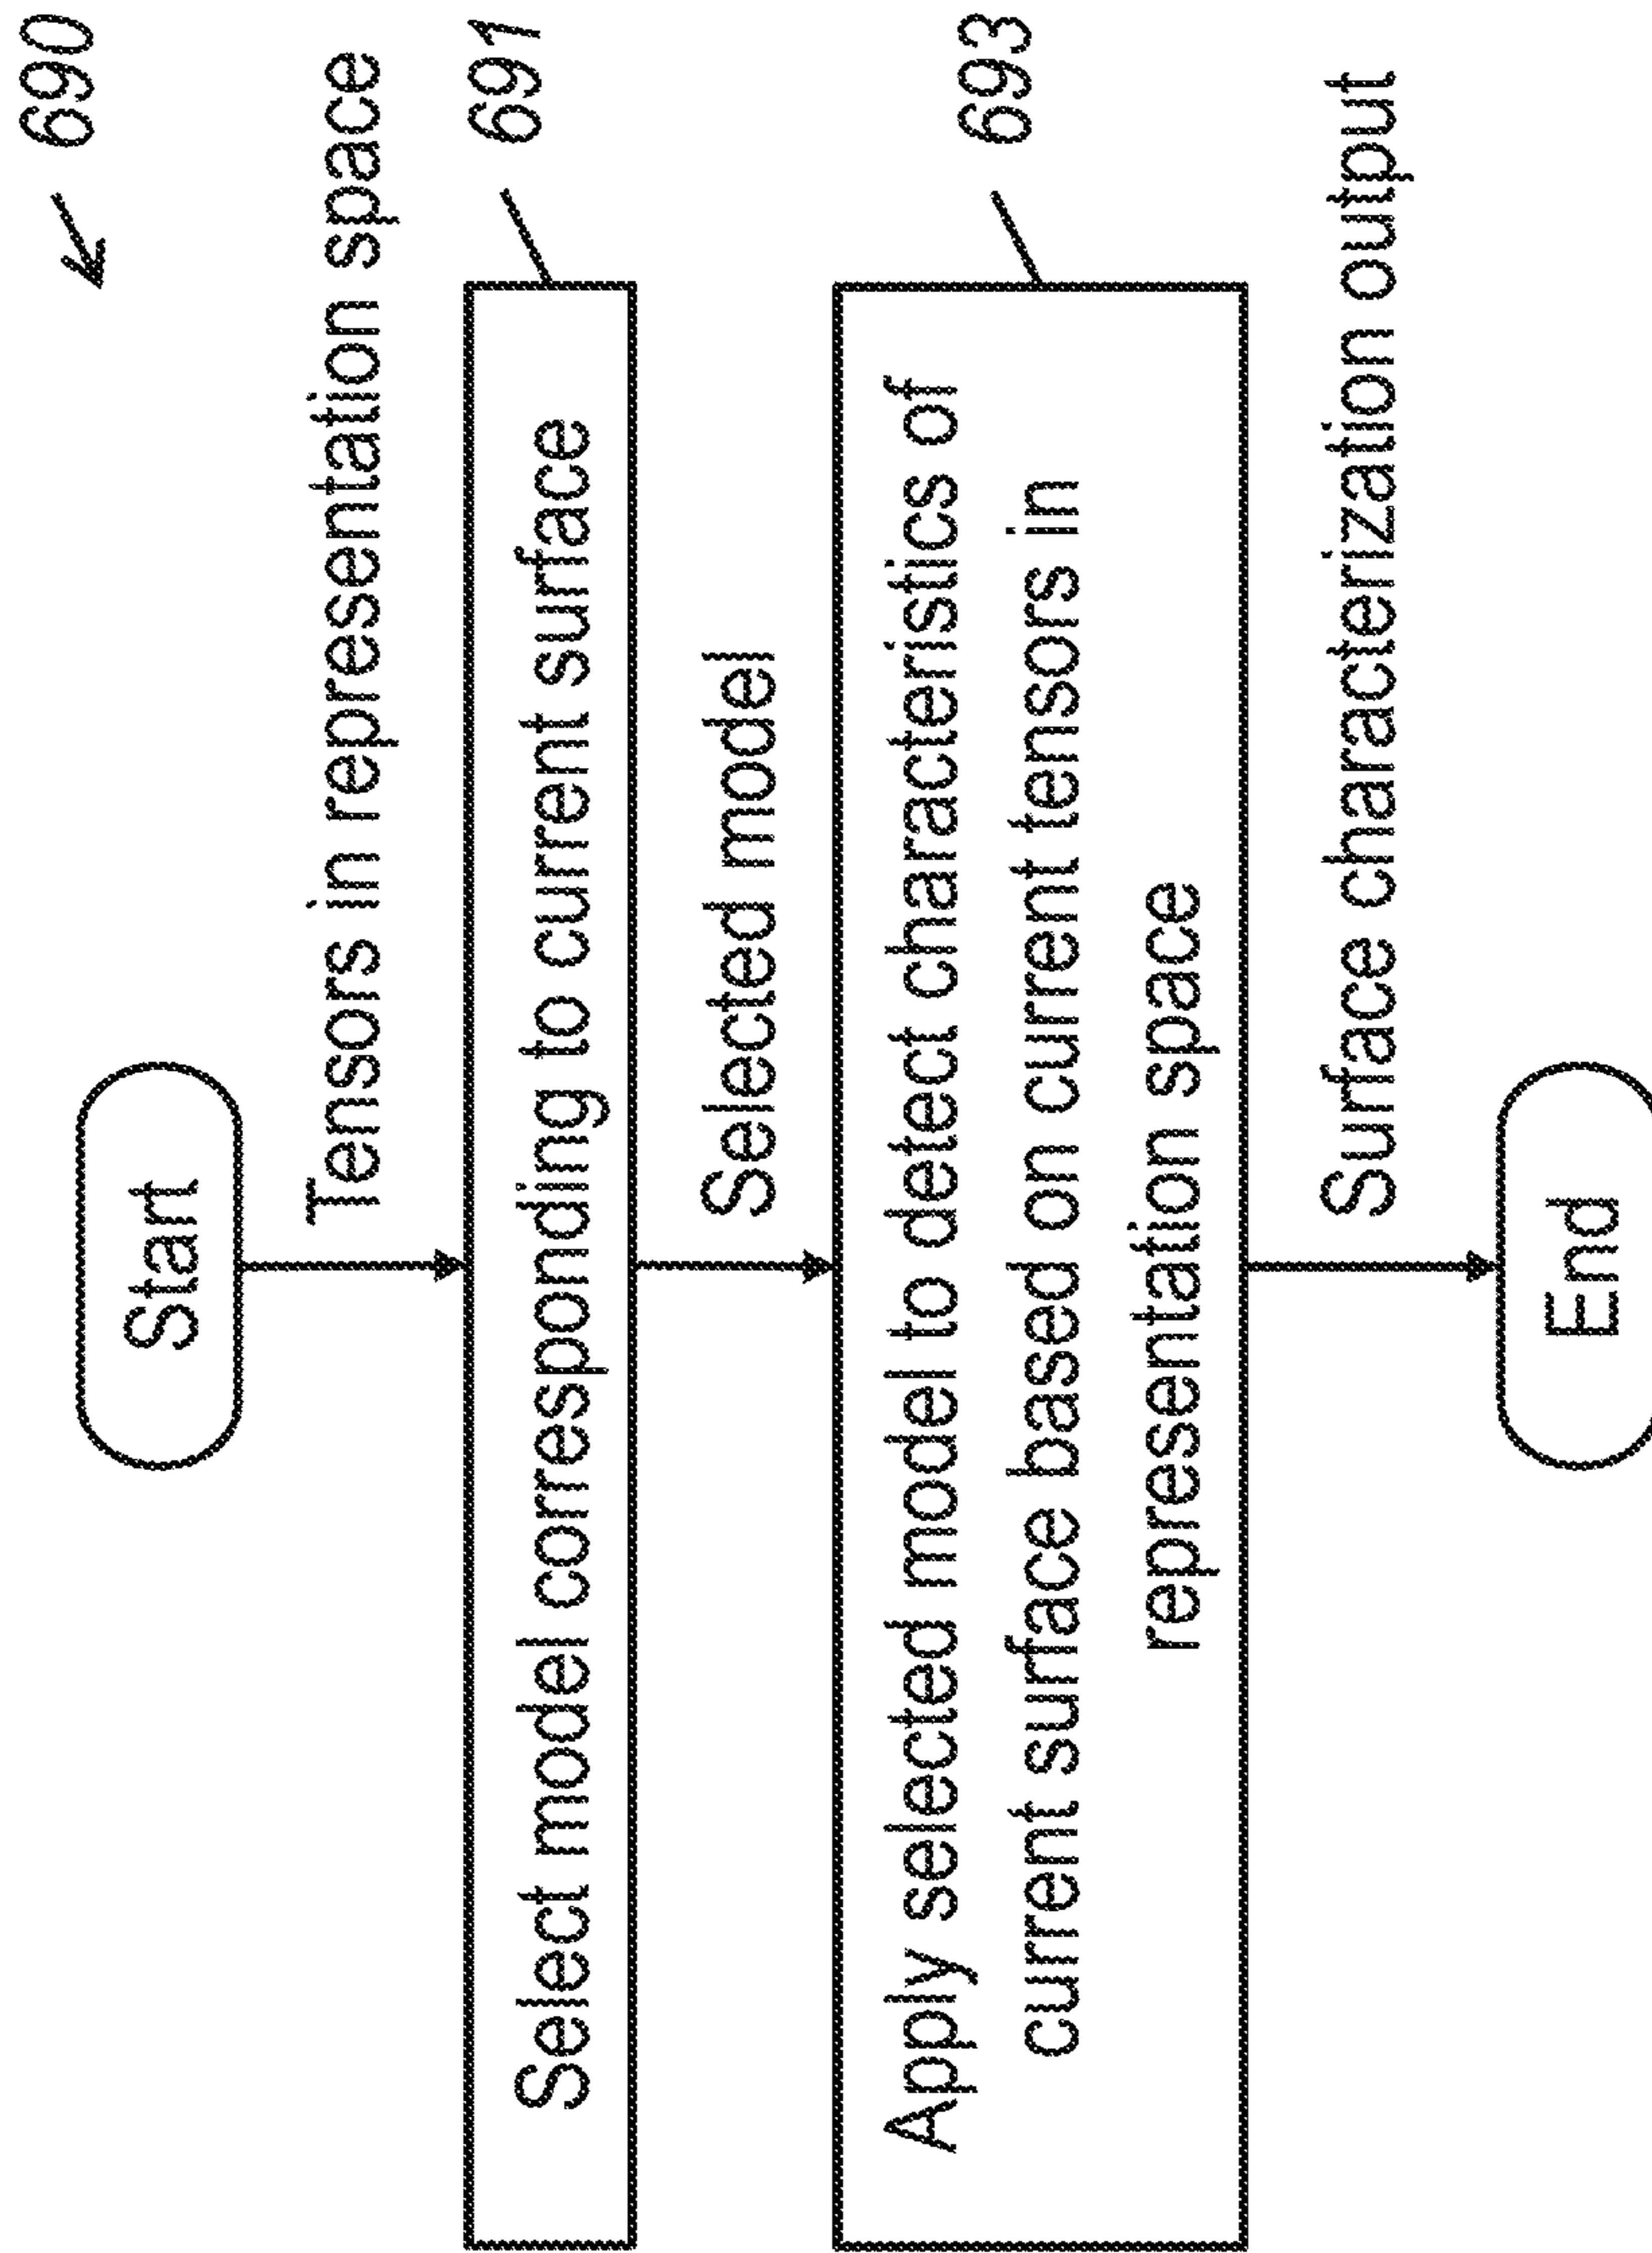 690
Start
Tensors in representation space
691
Select model corresponding to current surface
Selected model
693
Apply selected model to detect characteristics of
current surface based on current tensors in
representation space
Surface characterization output
End